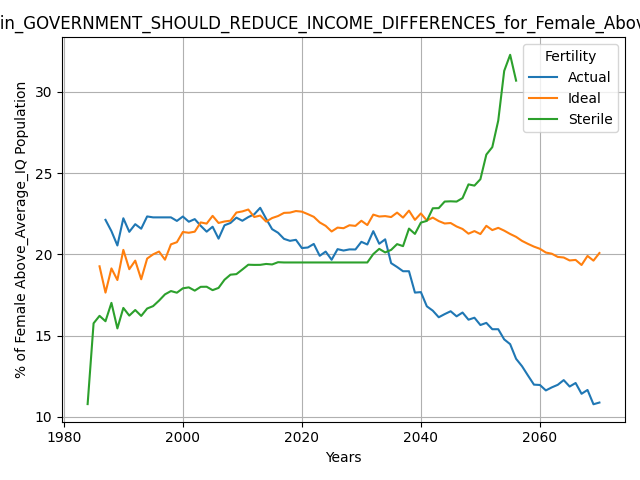 in_GOVERNMENT_SHOULD_REDUCE_INCOME_DIFFERENCES_for_Female_Abov
% of Female Above_Average_IQ Population
30
25
20
15
10
Fertility
Actual
Ideal
Sterile
1980
2000
2020
2040
2060
Years